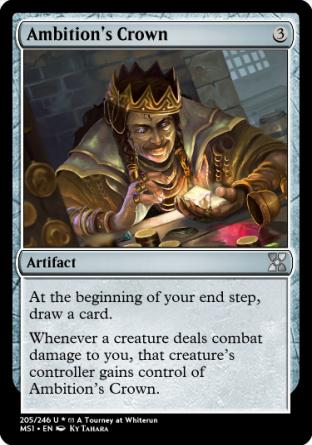 Ambition's Crown 3
Artifact
At the beginning of your end step,
draw a card.
Whenever a creature deals combat
damage to you, that creature's
controller gains control of
Ambition's Crown.
205/246 U * A Tourney at Whiterun
MS1 • EN Ky Tahara